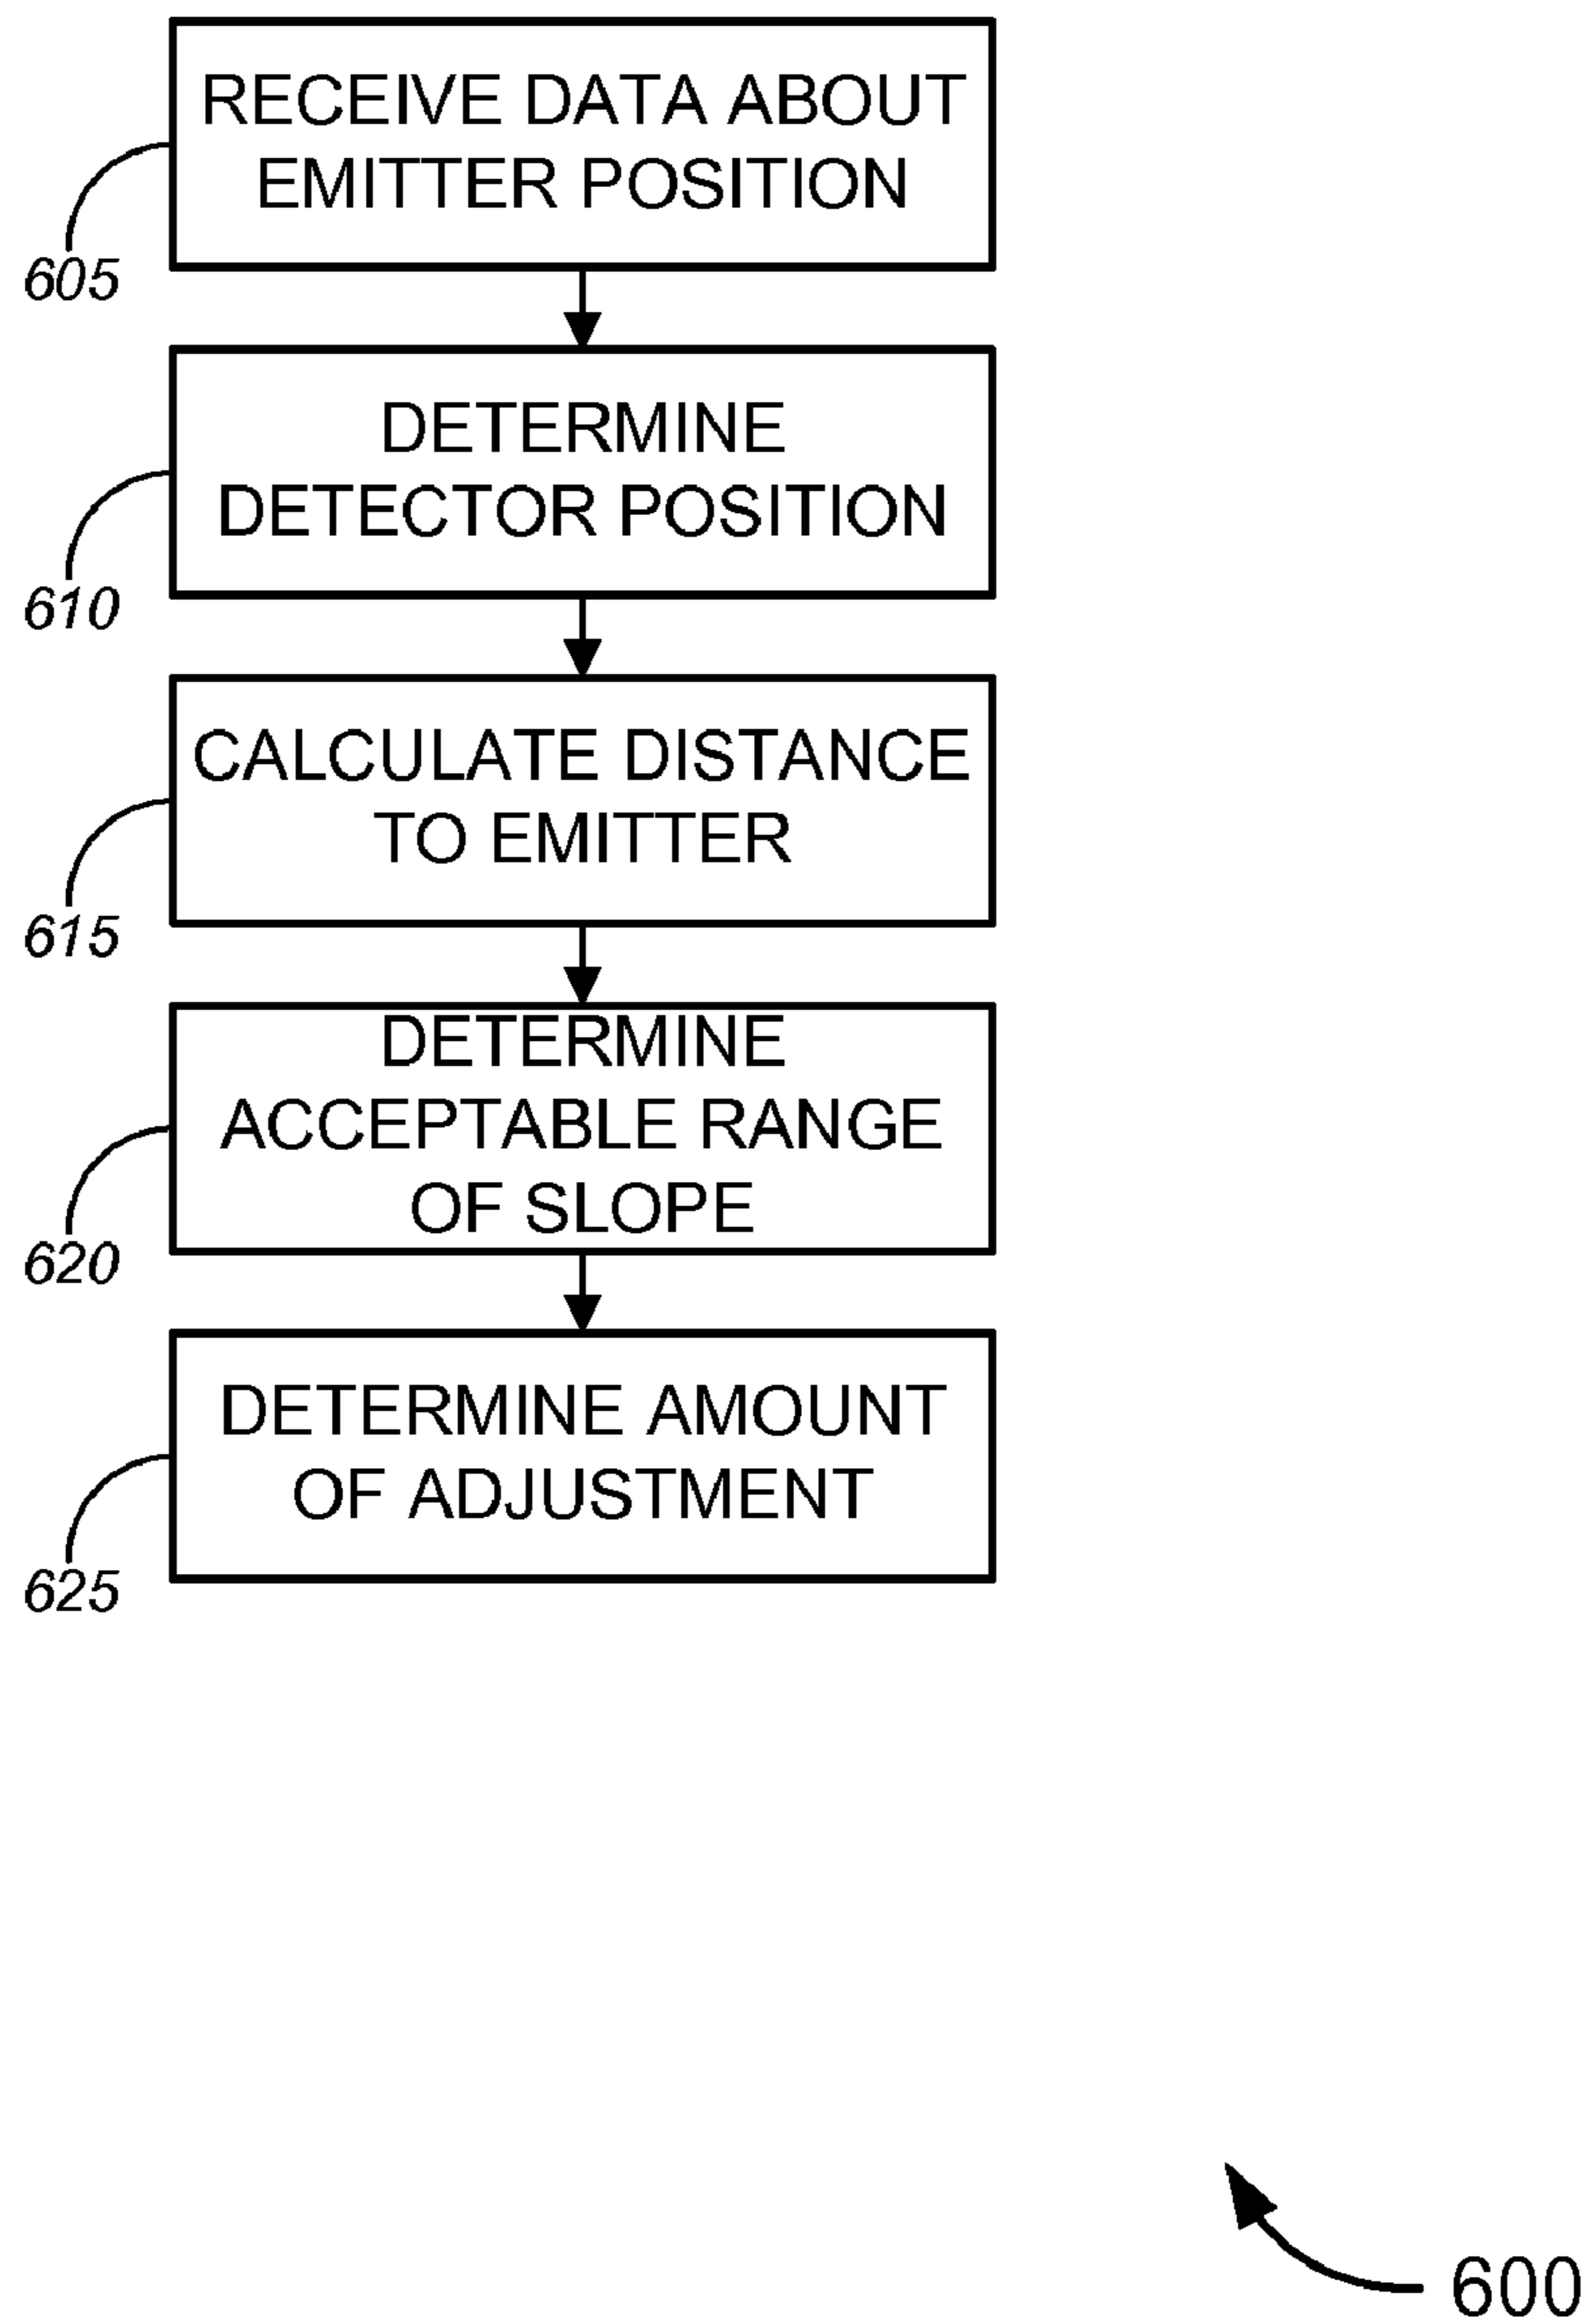 RECEIVE DATA ABOUT
EMITTER POSITION
605
DETERMINE
DETECTOR POSITION
610
CALCULATE DISTANCE
TO EMITTER
615
DETERMINE
ACCEPTABLE RANGE
OF SLOPE
620
DETERMINE AMOUNT
OF ADJUSTMENT
625
600